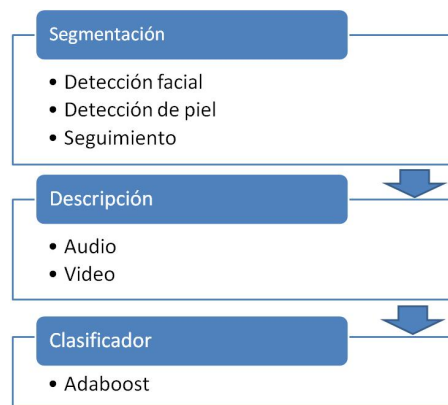 Segmentación
• Detección facial
• Detección de piel
• Seguimiento
Descripción
• Audio
• Video
Clasificador
• Adaboost